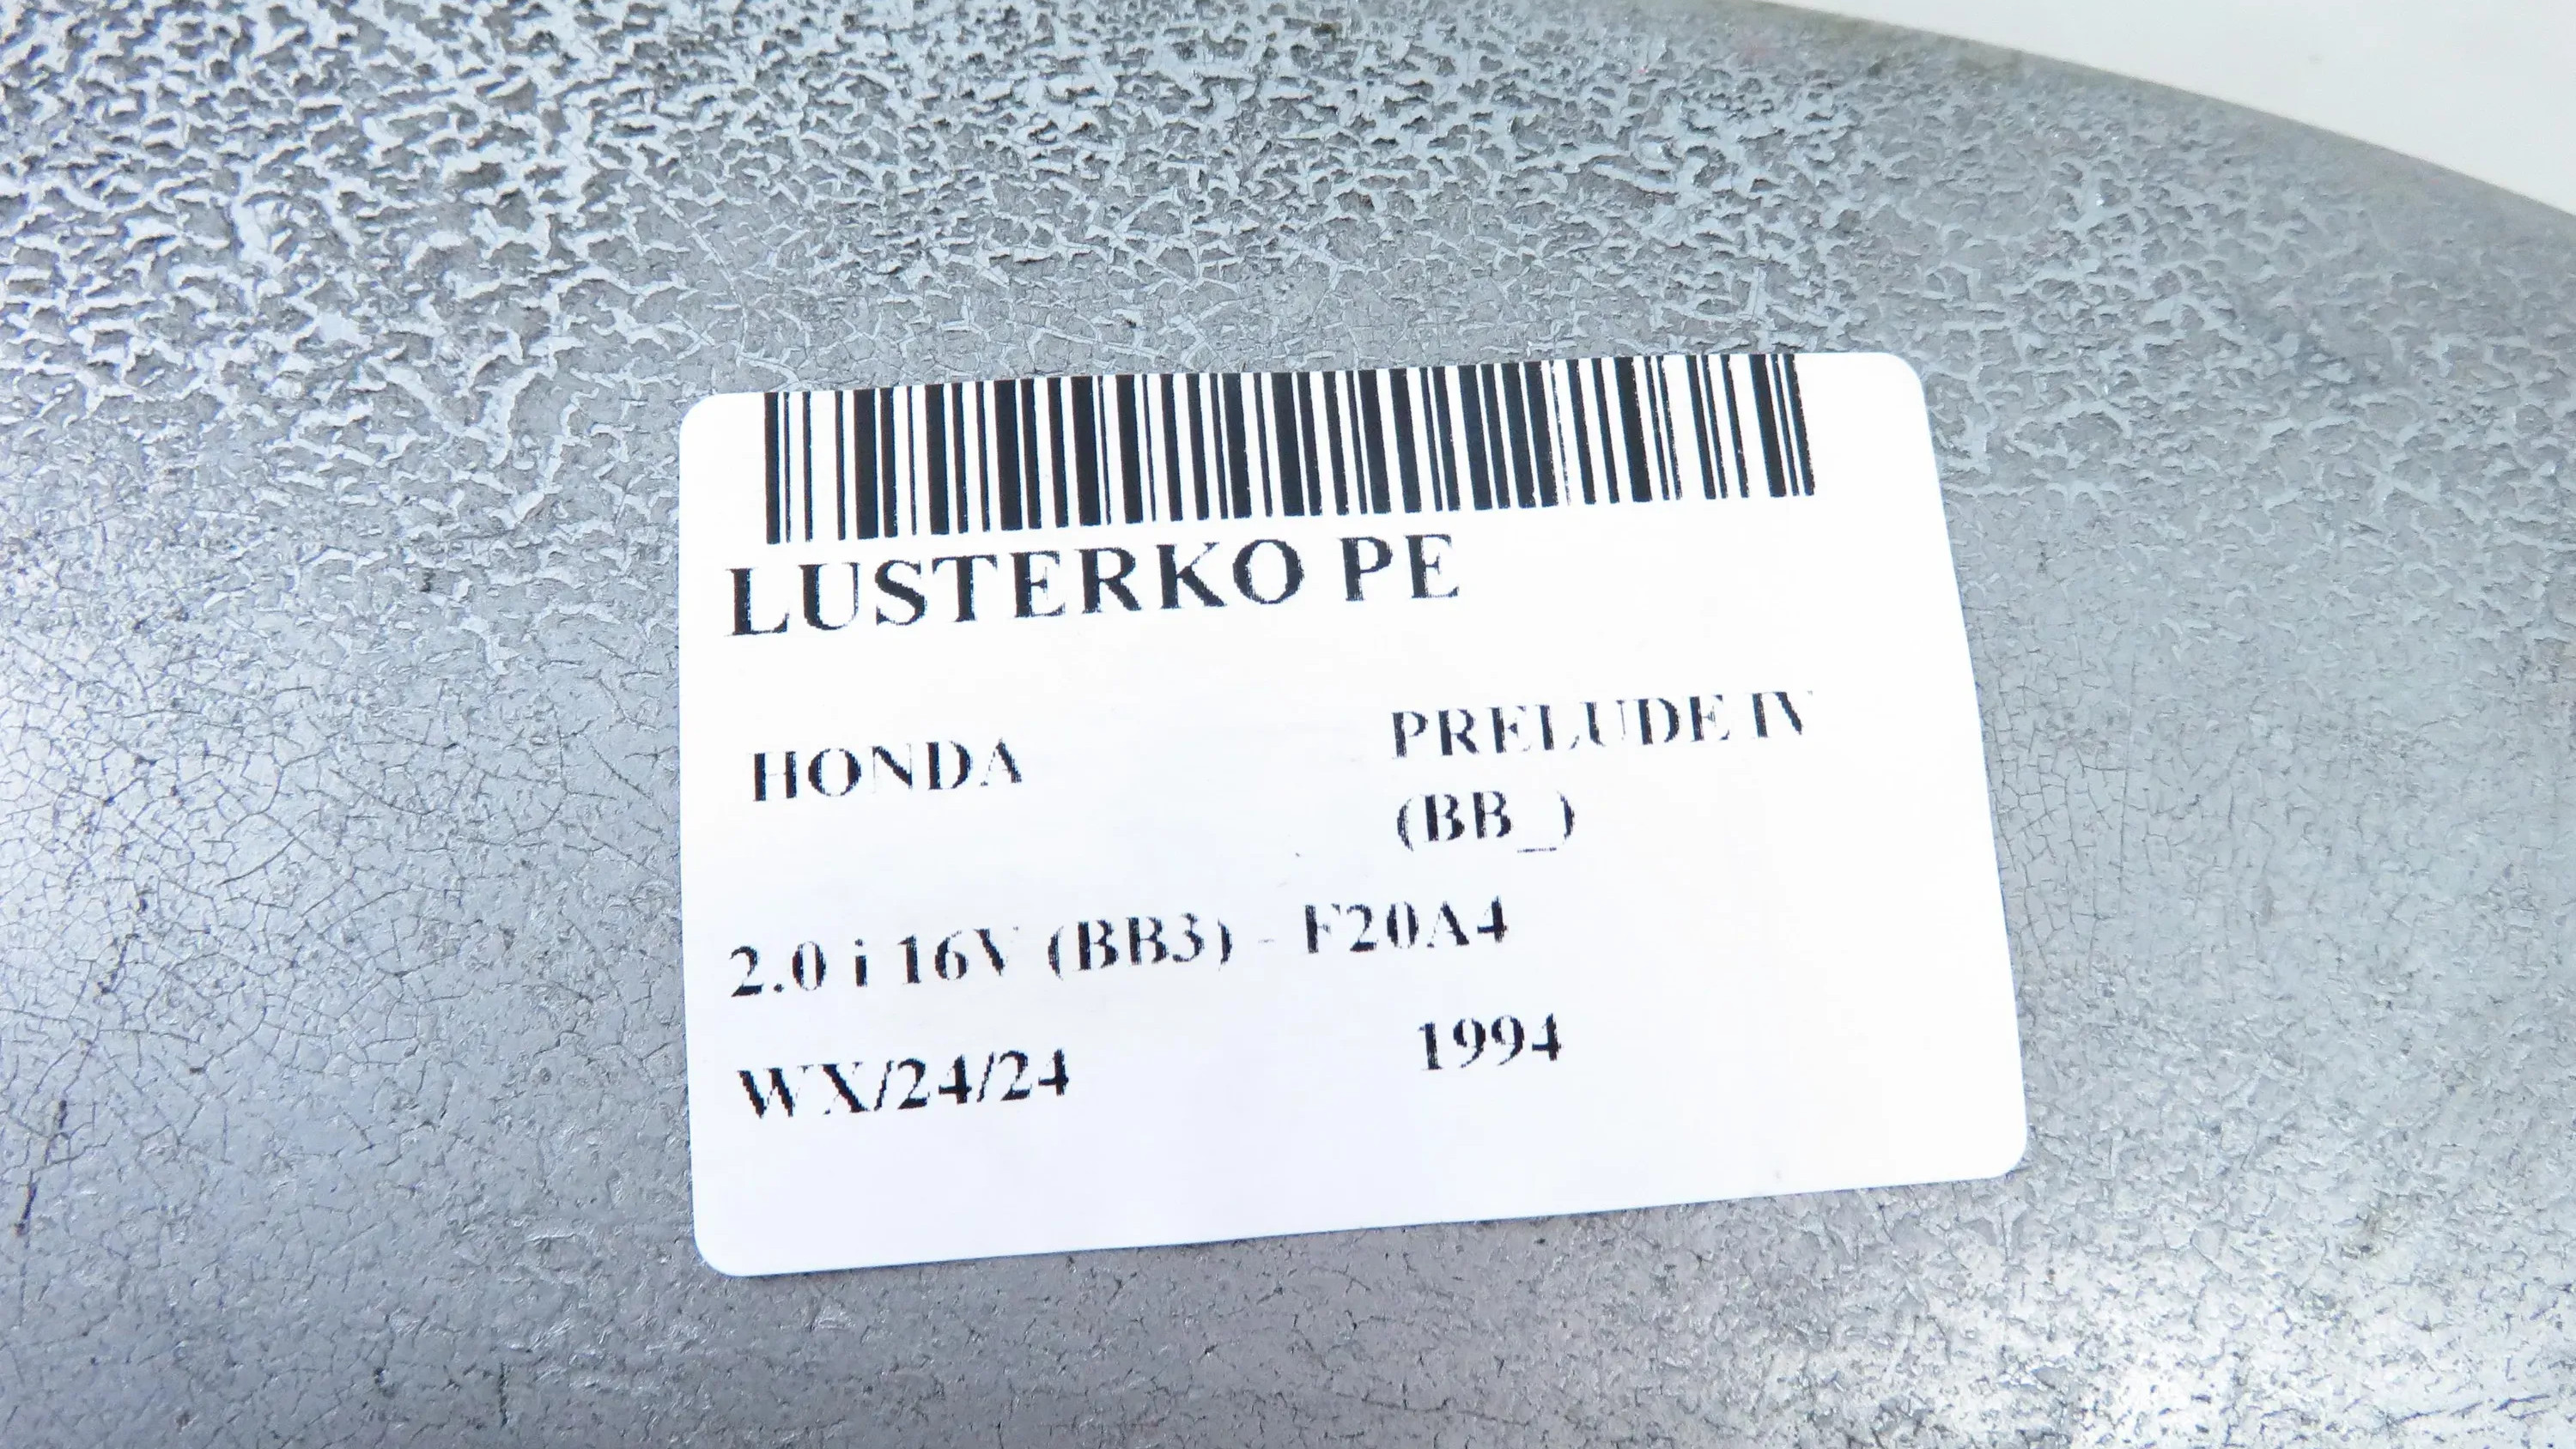 LUSTERKO PE
HONDA PRELUDE IV
(BB_)
2.0 i 16V (BB3) - F20A4
WX/24/24 1994